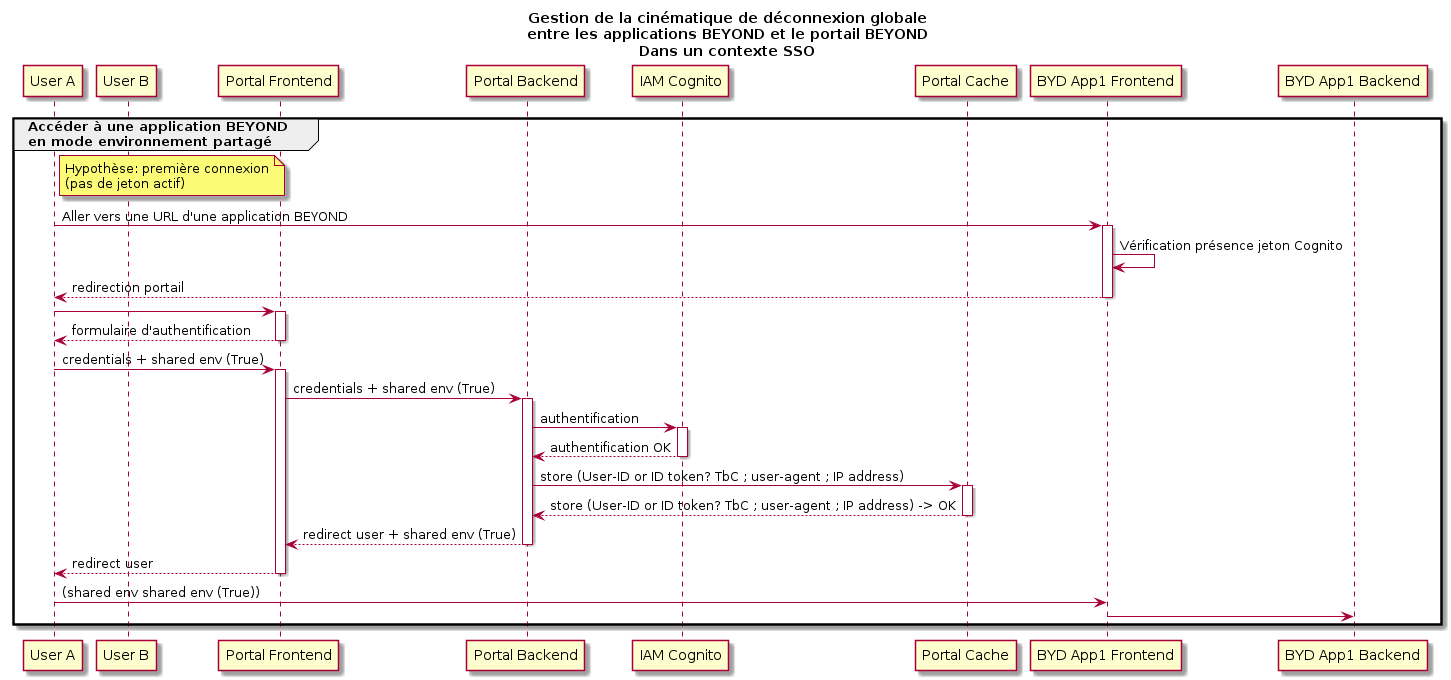 Gestion de la cinématique de déconnexion globale
entre les applications BEYOND et le portail BEYOND
Dans un contexte SSO
User A
User B
Portal Frontend
Portal Backend
IAM Cognito
Portal Cache
BYD App1 Frontend
BYD App1 Backend
Accéder à une application BEYOND
en mode environnement partagé
Hypothèse: première connexion
(pas de jeton actif)
Aller vers une URL d'une application BEYOND
Vérification présence jeton Cognito
redirection portail
formulaire d'authentification
credentials + shared env (True)
credentials + shared env (True)
authentification
authentification OK
store (User-ID or ID token? TbC ; user-agent ; IP address)
store (User-ID or ID token? TbC ; user-agent ; IP address) -> OK
redirect user + shared env (True)
redirect user
(shared env shared env (True))
User A
User B
Portal Frontend
Portal Backend
IAM Cognito
Portal Cache
BYD App1 Frontend
BYD App1 Backend